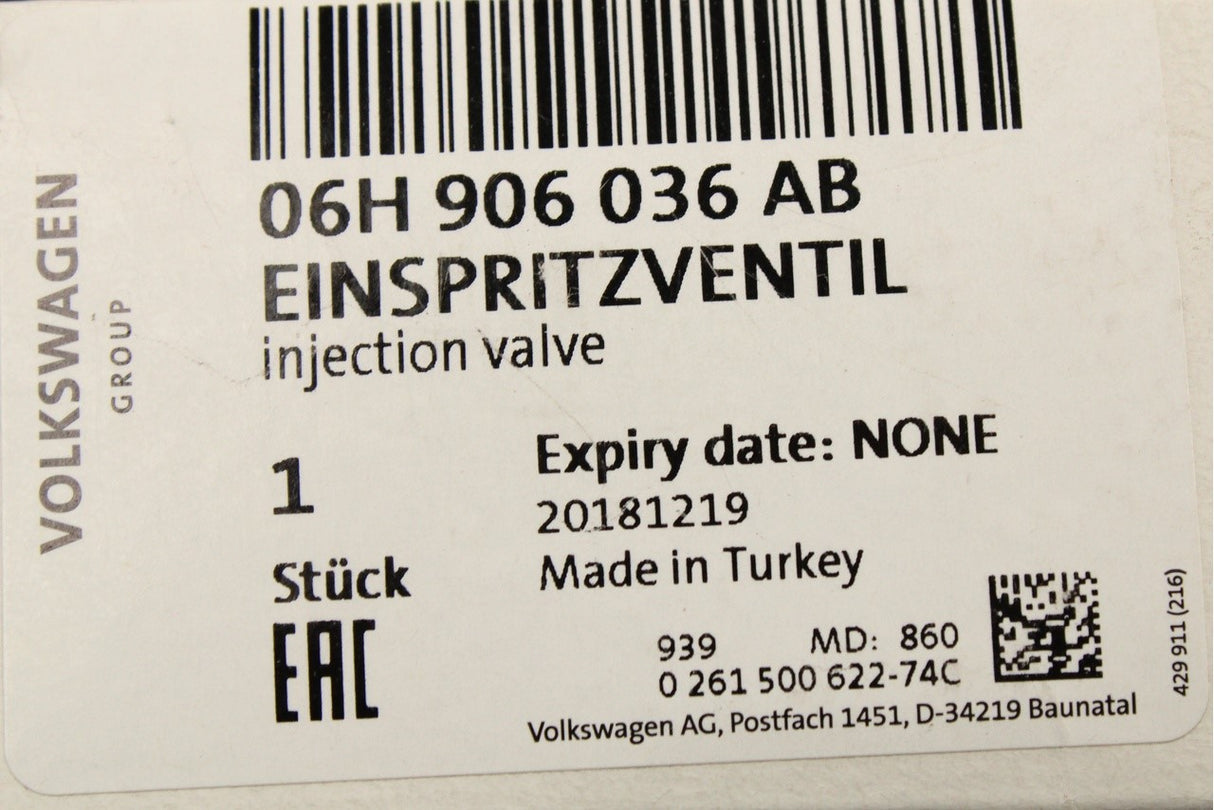 VOLKSWAGEN
GROUP
06H 906 036 AB
EINSPRITZVENTIL
injection valve
1
Stück
EAC
Expiry date: NONE
20181219
Made in Turkey
939 MD: 860
0 261 500 622-74C
Volkswagen AG, Postfach 1451, D-34219 Baunatal
429 911 (216)